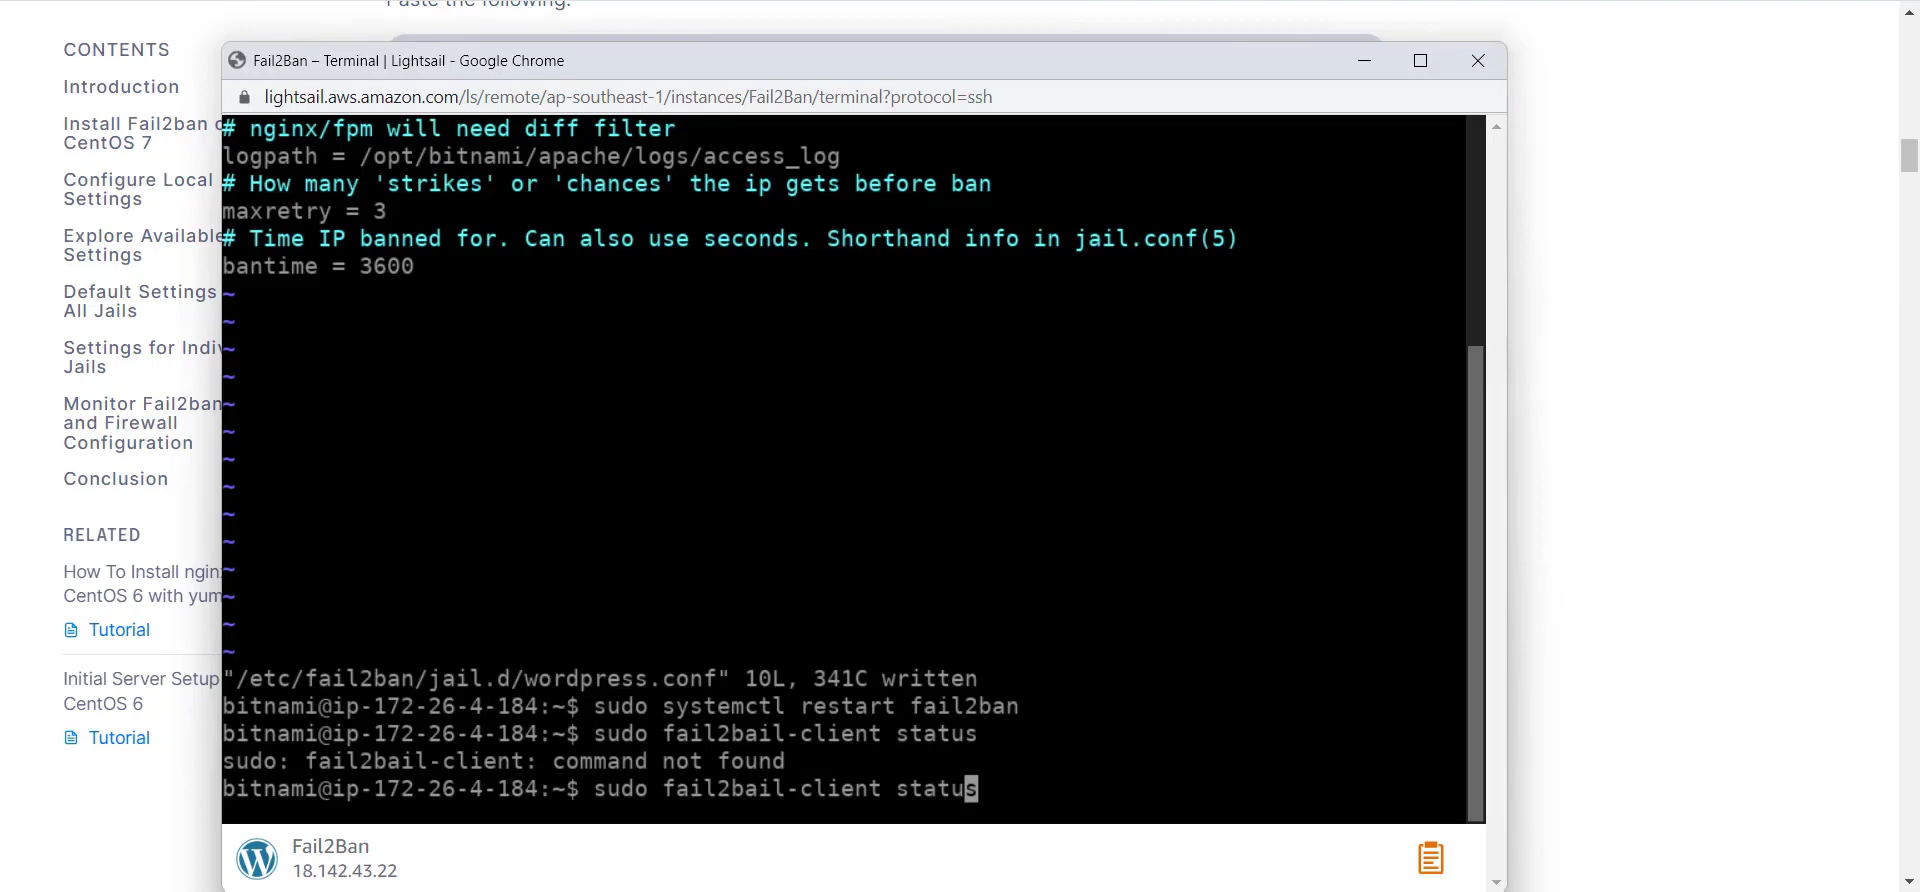 Paste the following:
CONTENTS
Introduction
Install Fail2ban o
CentOS 7
Configure Local
Settings
Explore Available
Settings
Default Settings
All Jails
Settings for Indiv
Jails
Monitor Fail2ban
and Firewall
Configuration
Conclusion
RELATED
How To Install nginx
CentOS 6 with yum
Tutorial
Initial Server Setup
CentOS 6
Tutorial
Fail2Ban – Terminal | Lightsail - Google Chrome
lightsail.aws.amazon.com/ls/remote/ap-southeast-1/instances/Fail2Ban/terminal?protocol=ssh
# nginx/fpm will need diff filter
logpath = /opt/bitnami/apache/logs/access_log
# How many 'strikes' or 'chances' the ip gets before ban
maxretry = 3
# Time IP banned for. Can also use seconds. Shorthand info in jail.conf(5)
bantime = 3600
~
~
~
~
~
~
~
~
~
~
~
~
~
~
"/etc/fail2ban/jail.d/wordpress.conf" 10L, 341C written
bitnami@ip-172-26-4-184:~$ sudo systemctl restart fail2ban
bitnami@ip-172-26-4-184:~$ sudo fail2bail-client status
sudo: fail2bail-client: command not found
bitnami@ip-172-26-4-184:~$ sudo fail2bail-client status
Fail2Ban
18.142.43.22